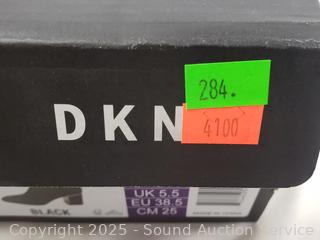 284.
DKN
4100
UK 5.5
EU 38.5
CM 25
BLACK
Copyright 2025 - Sound Auction Service